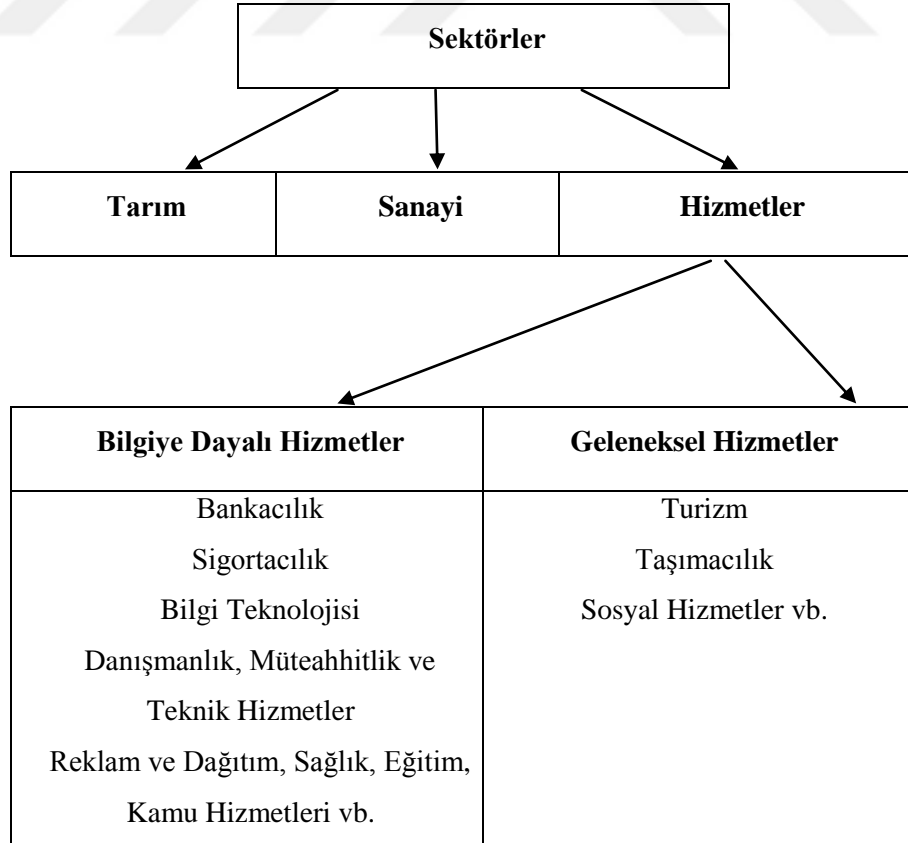 Sektörler
Tarım
Sanayi
Hizmetler
Bilgiye Dayalı Hizmetler
Geleneksel Hizmetler
Bankacılık
Sigortacılık
Bilgi Teknolojisi
Danışmanlık, Müteahhitlik ve
Teknik Hizmetler
Reklam ve Dağıtım, Sağlık, Eğitim,
Kamu Hizmetleri vb.
Turizm
Taşımacılık
Sosyal Hizmetler vb.